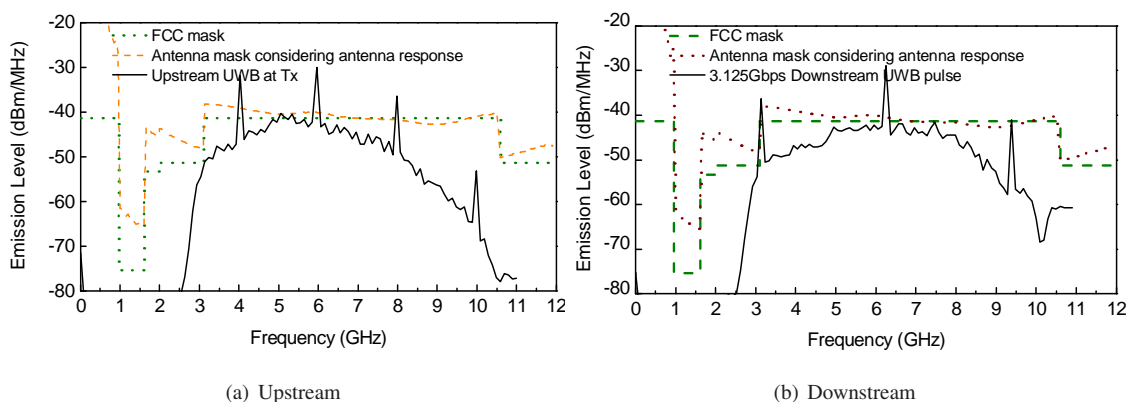 -20
-30
-40
-50
-60
-70
-80
Emission Level (dBm/MHz)
FCC mask
Antenna mask considering antenna response
Upstream UWB at Tx
0 1 2 3 4 5 6 7 8 9 10 11 12
Frequency (GHz)
(a) Upstream
-20
-30
-40
-50
-60
-70
-80
Emission Level (dBm/MHz)
FCC mask
Antenna mask considering antenna response
3.125Gbps Downstream UWB pulse
0 1 2 3 4 5 6 7 8 9 10 11 12
Frequency (GHz)
(b) Downstream